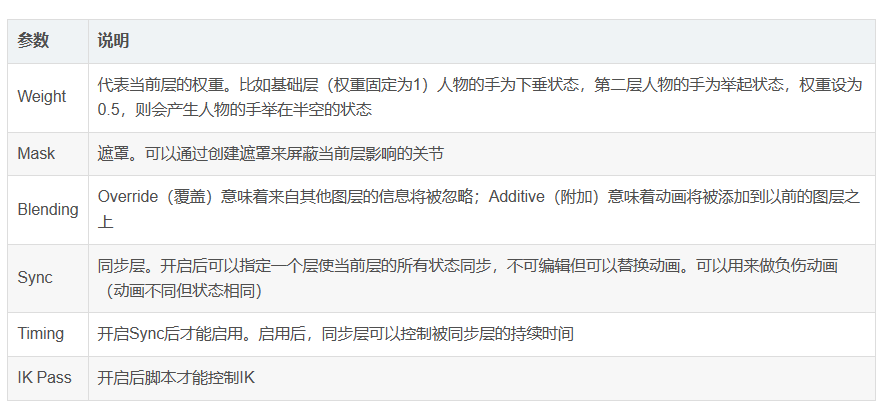 参数 说明
Weight 代表当前层的权重。比如基础层（权重固定为1）人物的手为下垂状态，第二层人物的手为举起状态，权重设为
0.5，则会产生人物的手举在半空的状态
Mask 遮罩。可以通过创建遮罩来屏蔽当前层影响的关节
Blending Override（覆盖）意味着来自其他图层的信息将被忽略；Additive（附加）意味着动画将被添加到以前的图层之
上
Sync 同步层。开启后可以指定一个层使当前层的所有状态同步，不可编辑但可以替换动画。可以用来做负伤动画
（动画不同但状态相同）
Timing 开启Sync后才能启用。启用后，同步层可以控制被同步层的持续时间
IK Pass 开启后脚本才能控制IK